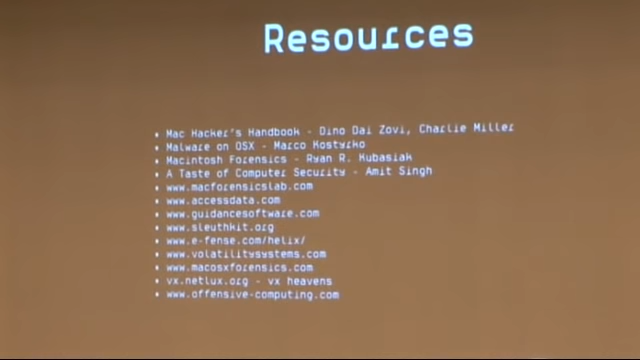 Resources
• Mac Hacker's Handbook - Dino Dai Zovi, Charlie Miller
• Malware on OSX - Marco Kostyrko
• Macintosh Forensics - Ryan R. Kubasiak
• A Taste of Computer Security - Amit Singh
• www.macforensicslab.com
• www.accessdata.com
• www.guidancesoftware.com
• www.sleuthkit.org
• www.e-fense.com/helix/
• www.volatilitysystems.com
• www.macosxforensics.com
• vx.netlux.org - vx heavens
• www.offensive-computing.com